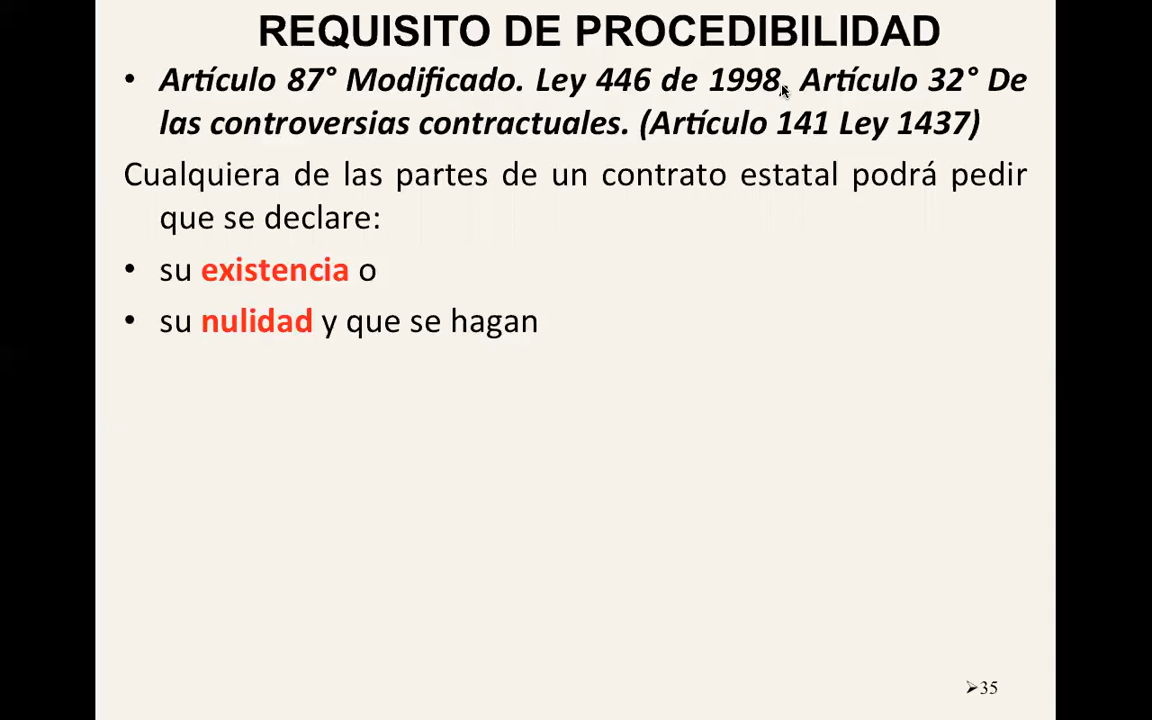 REQUISITO DE PROCEDIBILIDAD
• Artículo 87° Modificado. Ley 446 de 1998. Artículo 32° De
las controversias contractuales. (Artículo 141 Ley 1437)
Cualquiera de las partes de un contrato estatal podrá pedir
que se declare:
• su existencia o
• su nulidad y que se hagan
➢35